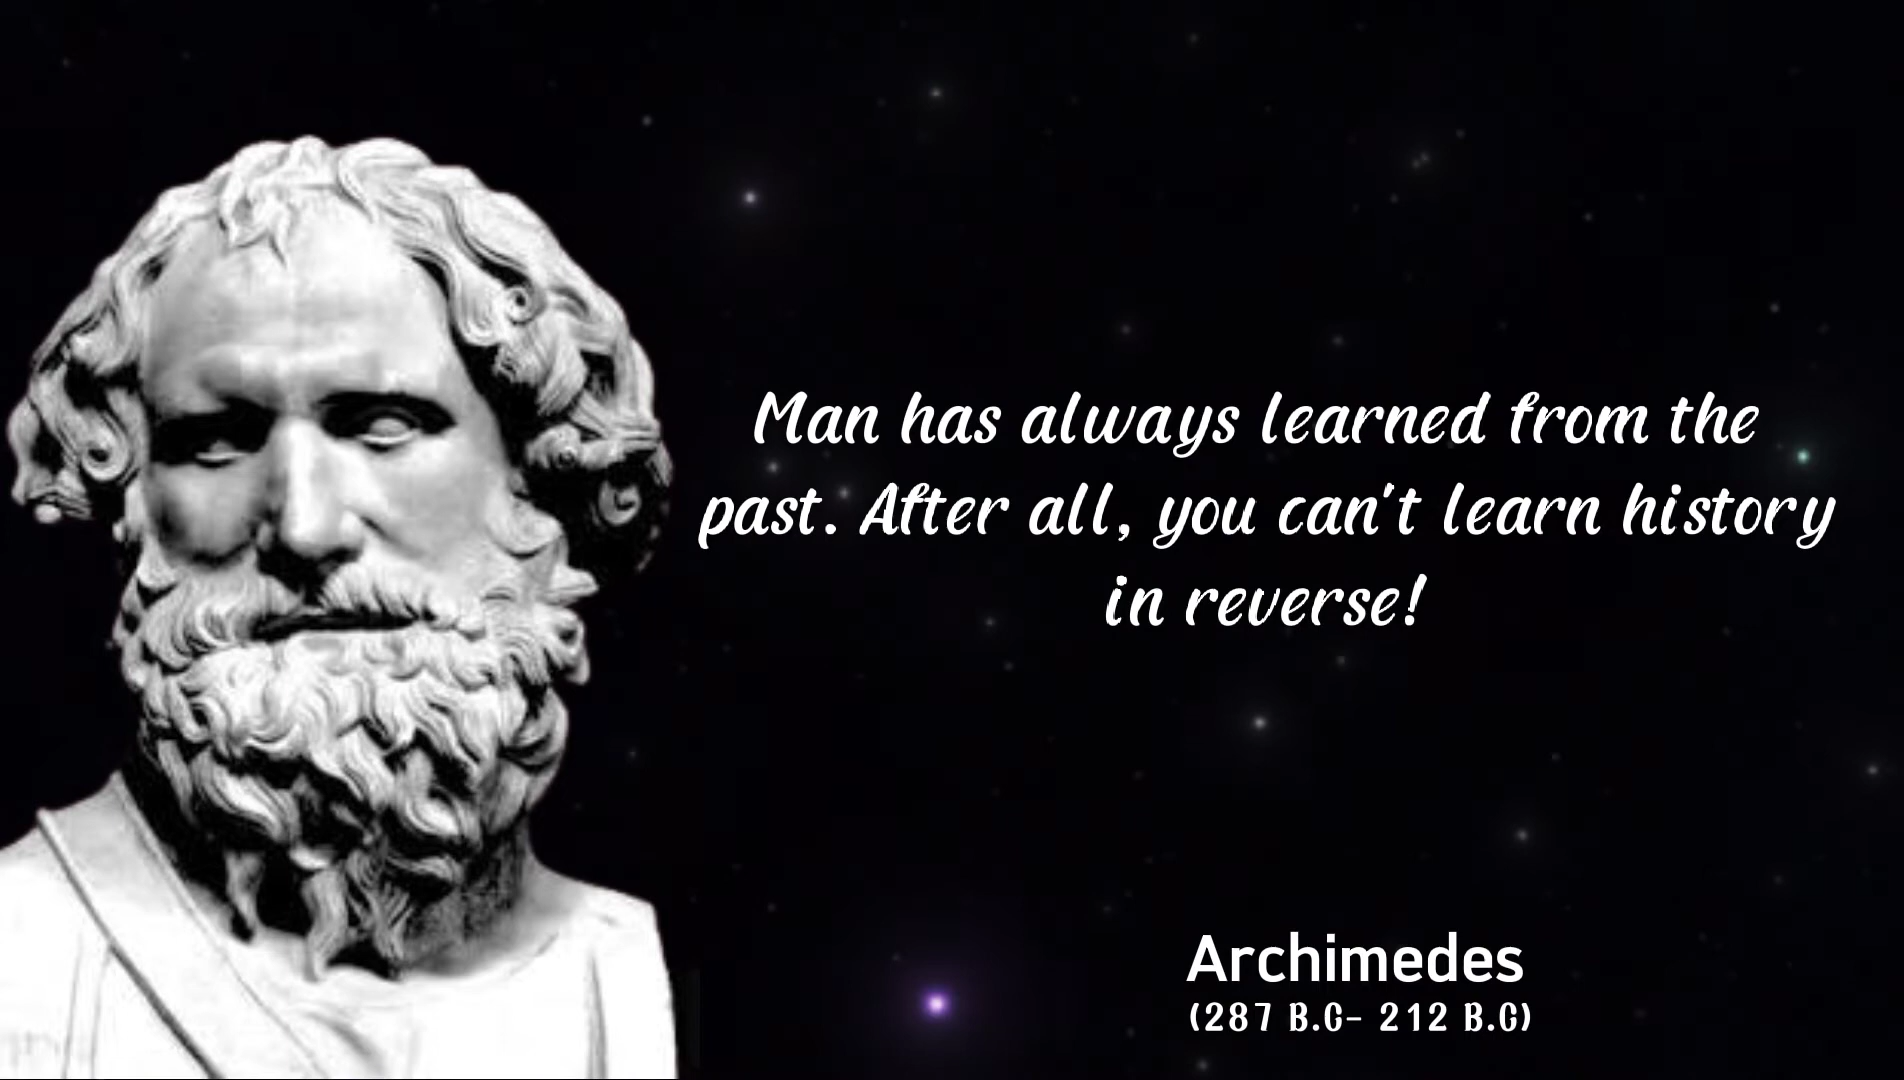 Man has always learned from the
past. After all, you can't learn history
in reverse!
Archimedes
(287 B.C- 212 B.C)